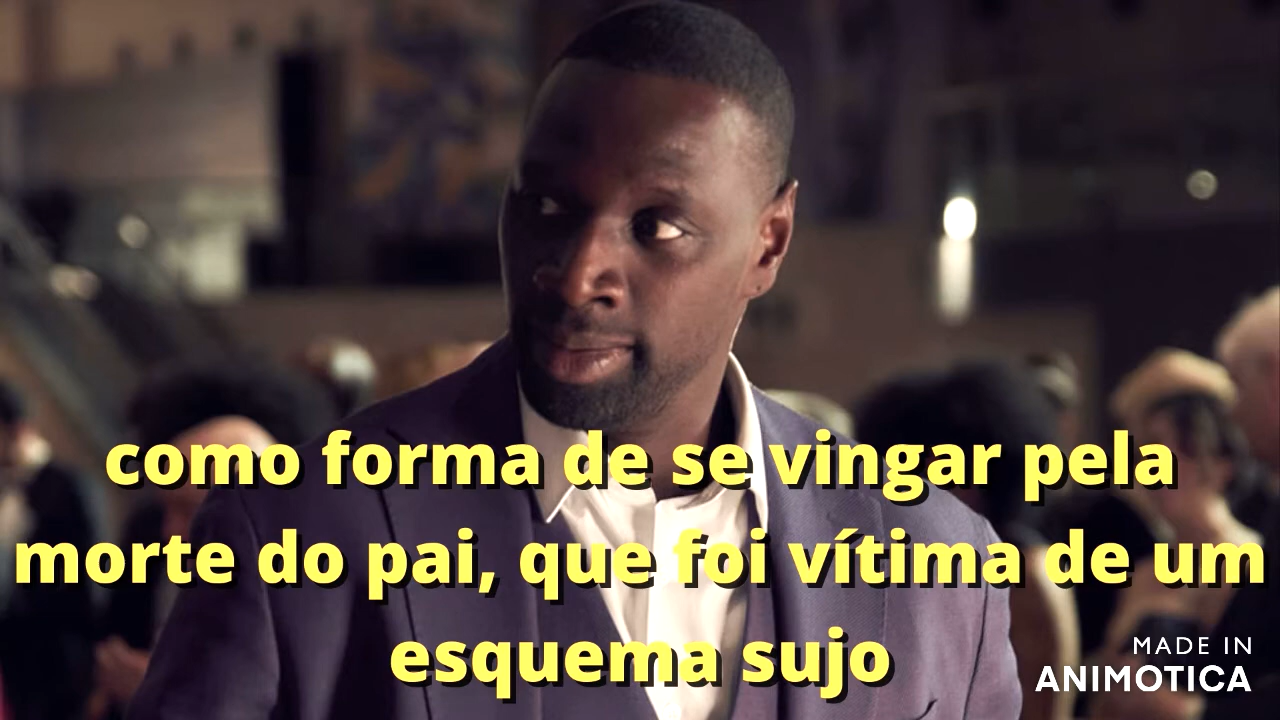 como forma de se vingar pela
morte do pai, que foi vítima de um
esquema sujo
MADE IN
ANIMOTICA